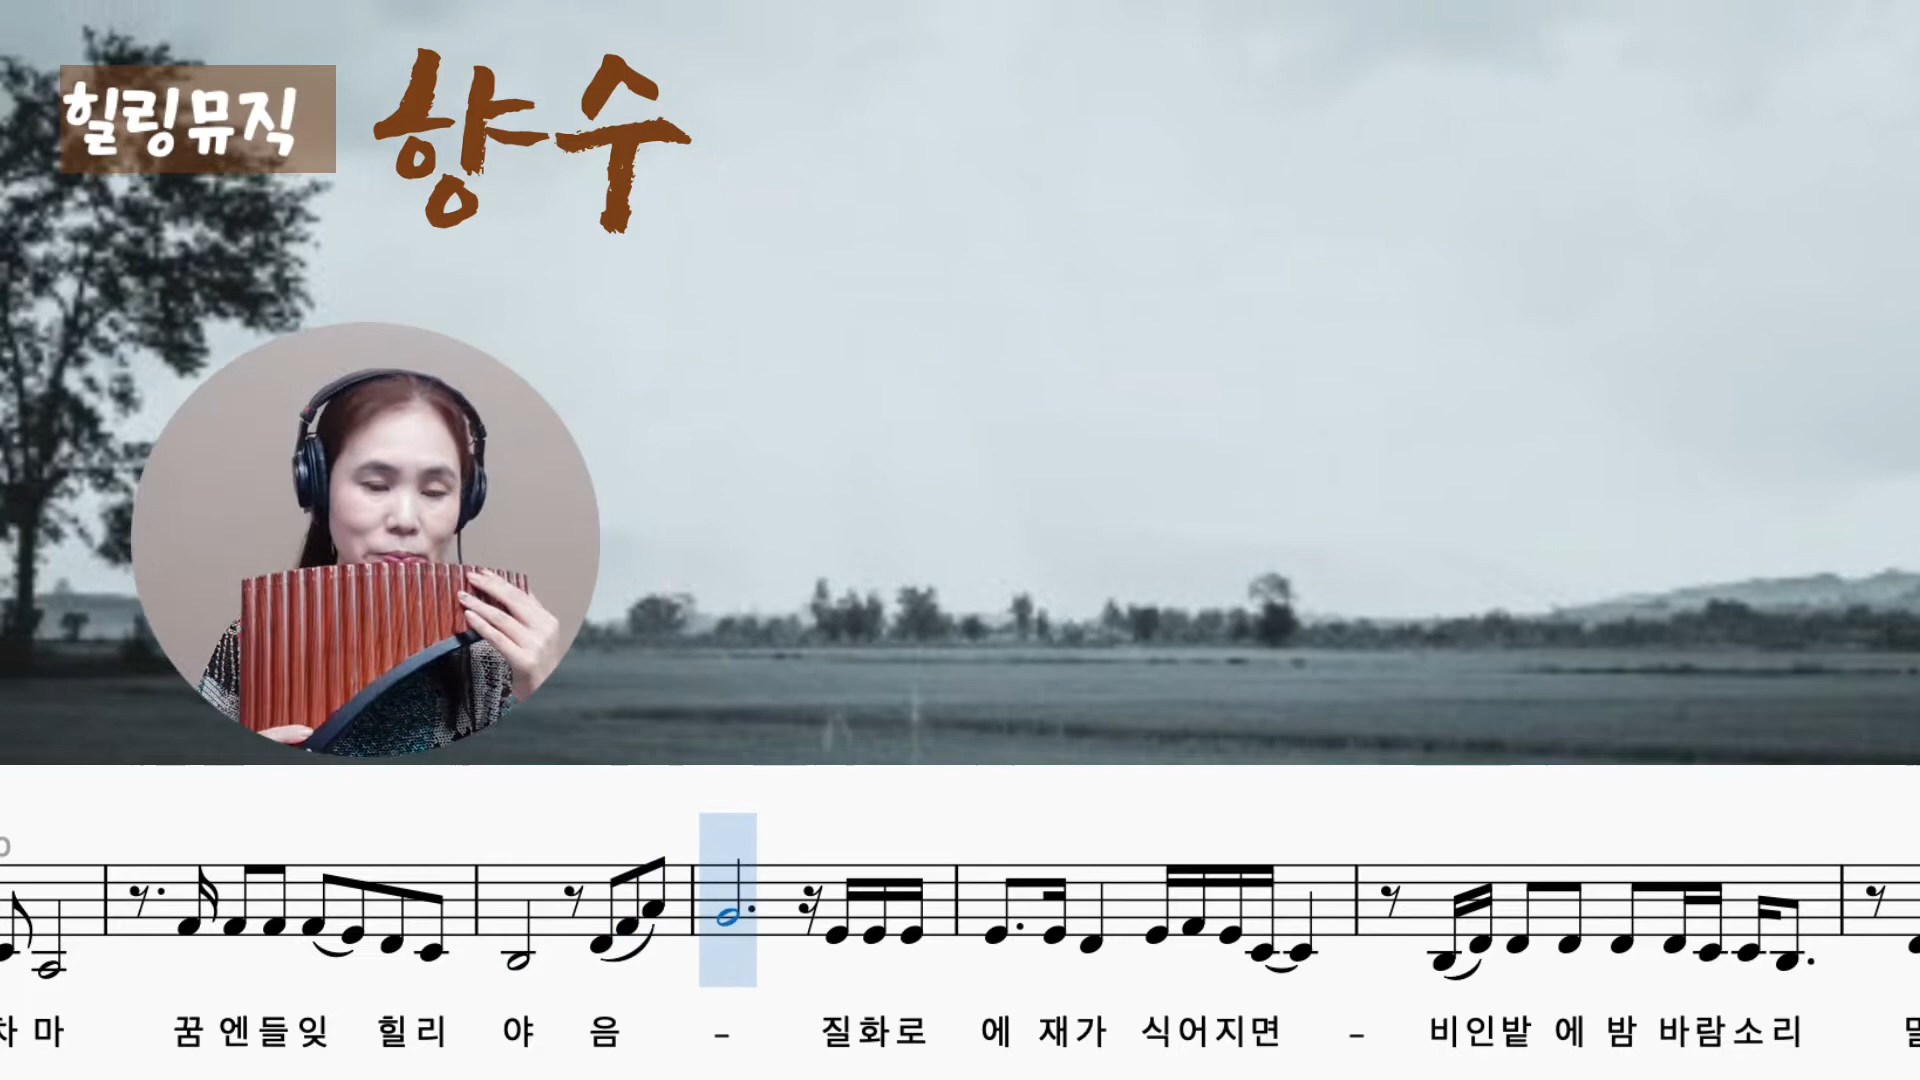 힐링뮤직 향수
차 마 꿈 엔 들 잊 힐 리 야 음 - 질 화 로 에 재 가 식 어 지 면 - 비 인 밭 에 밤 바 람 소 리